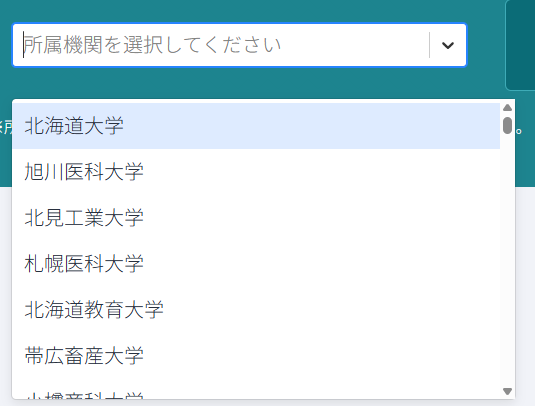 所属機関を選択してください
北海道大学
旭川医科大学
北見工業大学
札幌医科大学
北海道教育大学
帯広畜産大学